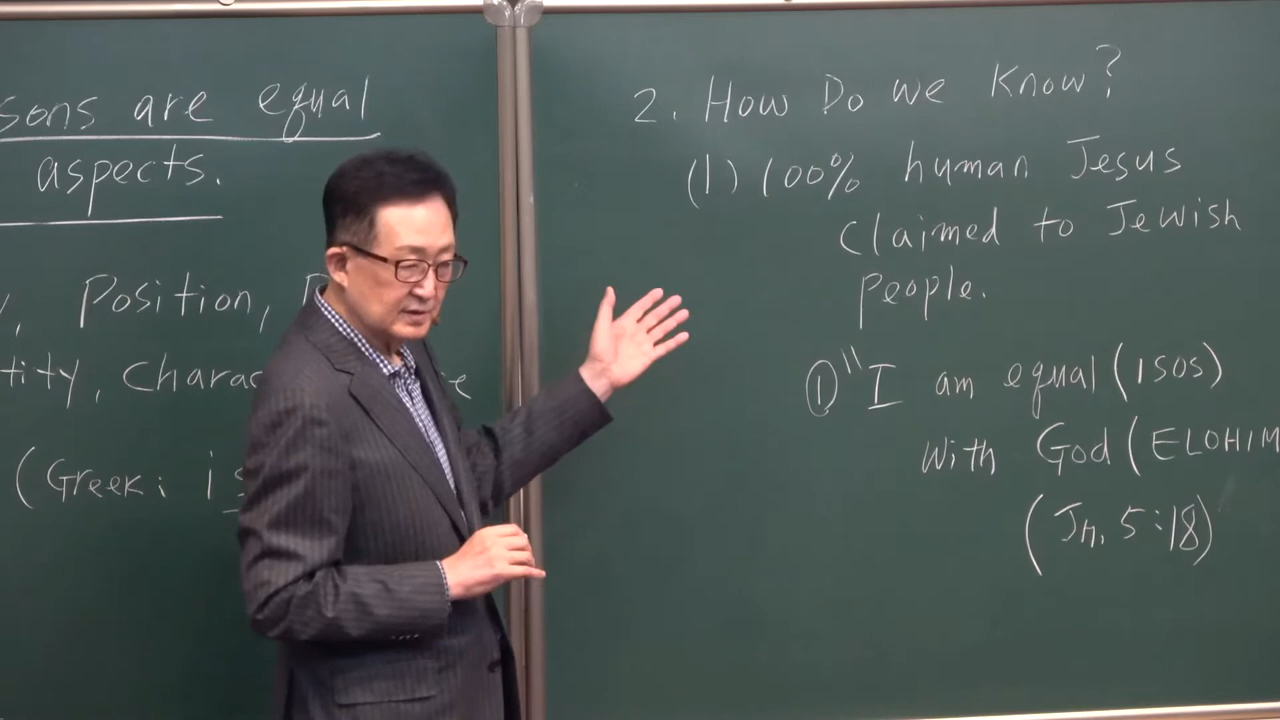 sons are equal
aspects.
, Position,
tity, Charac
(Greek: is
2. How Do we Know?
(1) 100% human Jesus
Claimed to Jewish
People.
① "I am equal (isos)
With God (ELOHIM
(Jn. 5:18)